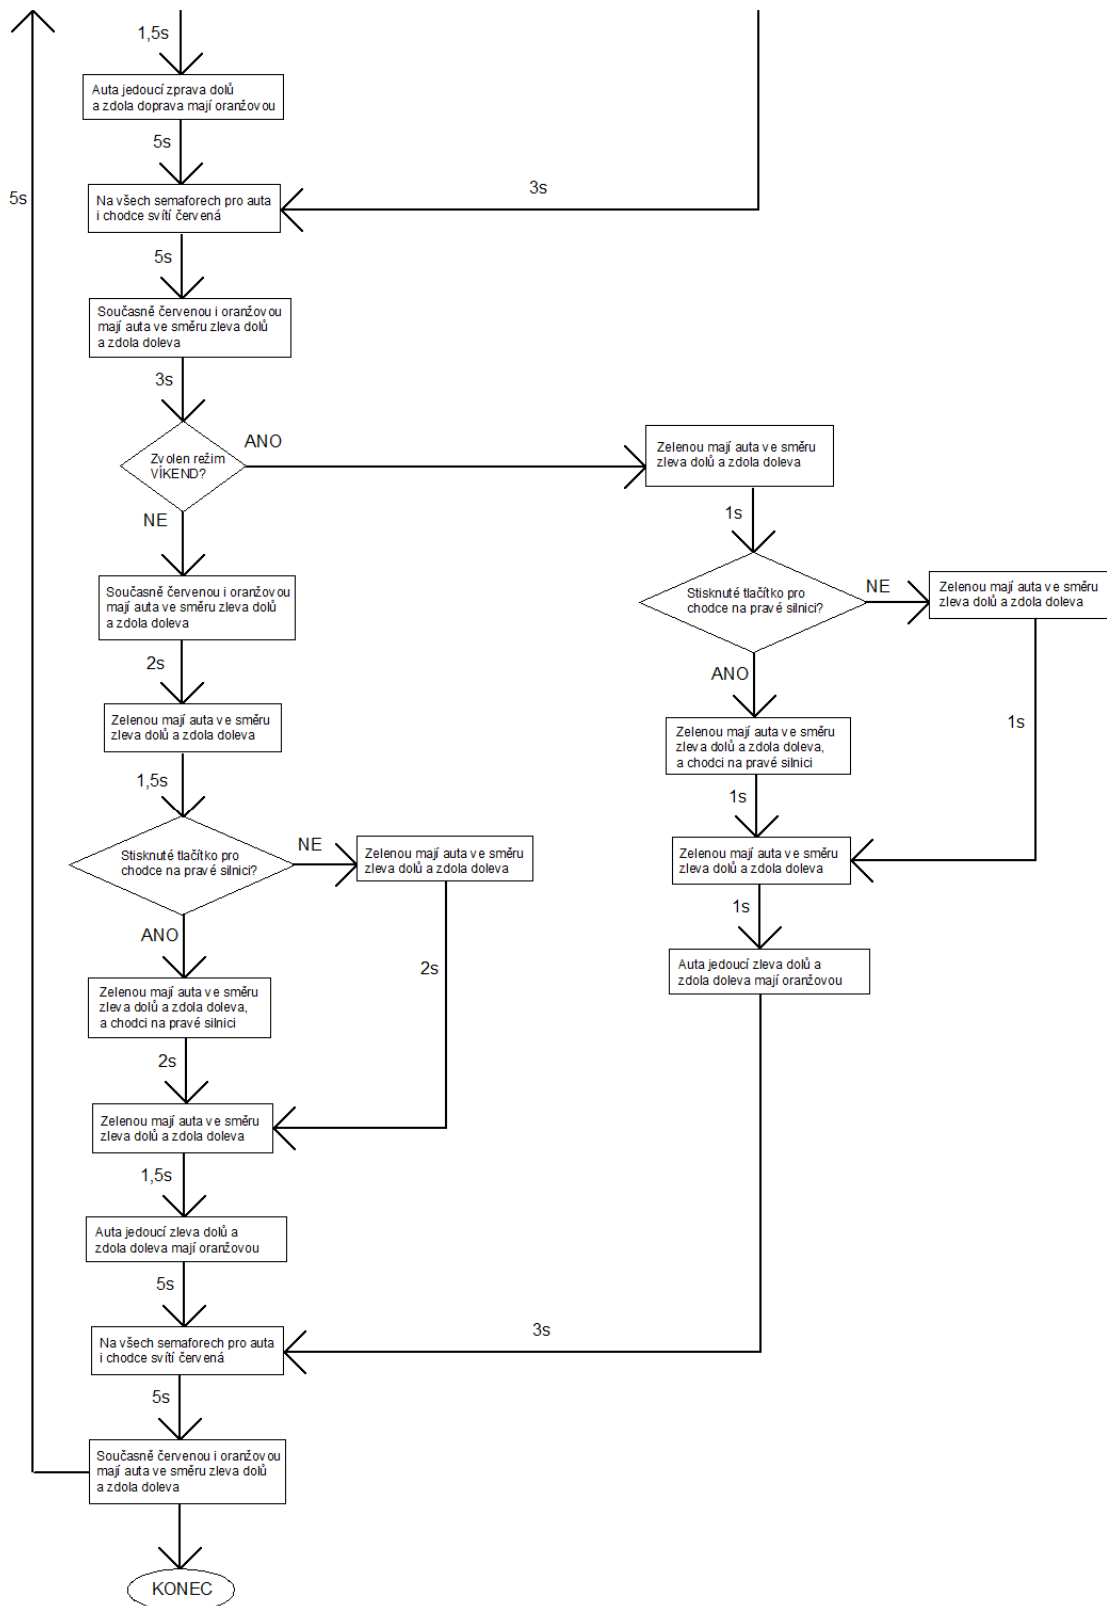 1,5s
Auta jedoucí zprava dolů
a zdola doprava mají oranžovou
5s
5s
3s
Na všech semaforech pro auta
i chodce svítí červená
5s
Současně červenou i oranžovou
mají auta ve směru zleva dolů
a zdola doleva
3s
Zvolen režim
VÍKEND?
ANO
Zelenou mají auta ve směru
zleva dolů a zdola doleva
NE
1s
Současně červenou i oranžovou
mají auta ve směru zleva dolů
a zdola doleva
Stisknuté tlačítko pro
chodce na pravé silnici?
NE
Zelenou mají auta ve směru
zleva dolů a zdola doleva
2s
ANO
1s
Zelenou mají auta ve směru
zleva dolů a zdola doleva
Zelenou mají auta ve směru
zleva dolů a zdola doleva,
a chodci na pravé silnici
1,5s
1s
Stisknuté tlačítko pro
chodce na pravé silnici?
NE
Zelenou mají auta ve směru
zleva dolů a zdola doleva
Zelenou mají auta ve směru
zleva dolů a zdola doleva
1s
ANO
2s
Auta jedoucí zleva dolů a
zdola doleva mají oranžovou
Zelenou mají auta ve směru
zleva dolů a zdola doleva,
a chodci na pravé silnici
2s
Zelenou mají auta ve směru
zleva dolů a zdola doleva
1,5s
Auta jedoucí zleva dolů a
zdola doleva mají oranžovou
5s
3s
Na všech semaforech pro auta
i chodce svítí červená
5s
Současně červenou i oranžovou
mají auta ve směru zleva dolů
a zdola doleva
KONEC